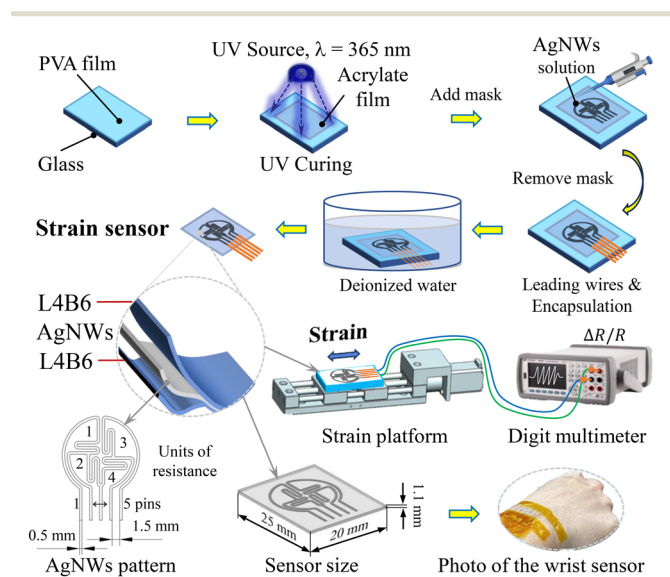 UV Source, λ = 365 nm
PVA film
Acrylate
film
AgNWs
solution
Add mask
Glass
UV Curing
Remove mask
Strain sensor
Deionized water
Leading wires &
Encapsulation
L4B6
AgNWs
L4B6
Strain
ΔR/R
Strain platform
Digit multimeter
1
2
3
4
Units of
resistance
1
5 pins
0.5 mm
1.5 mm
AgNWs pattern
25 mm
20 mm
1.1 mm
Sensor size
Photo of the wrist sensor